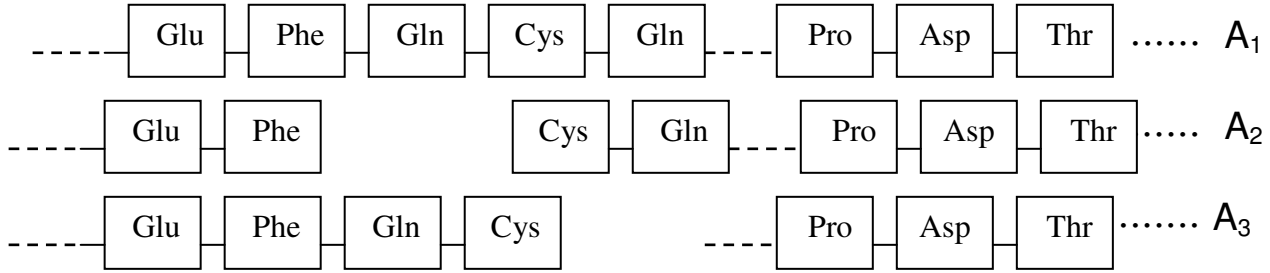 Glu Phe Gln Cys Gln Pro Asp Thr ...... A₁
Glu Phe Cys Gln Pro Asp Thr ..... A₂
Glu Phe Gln Cys Pro Asp Thr ....... A₃